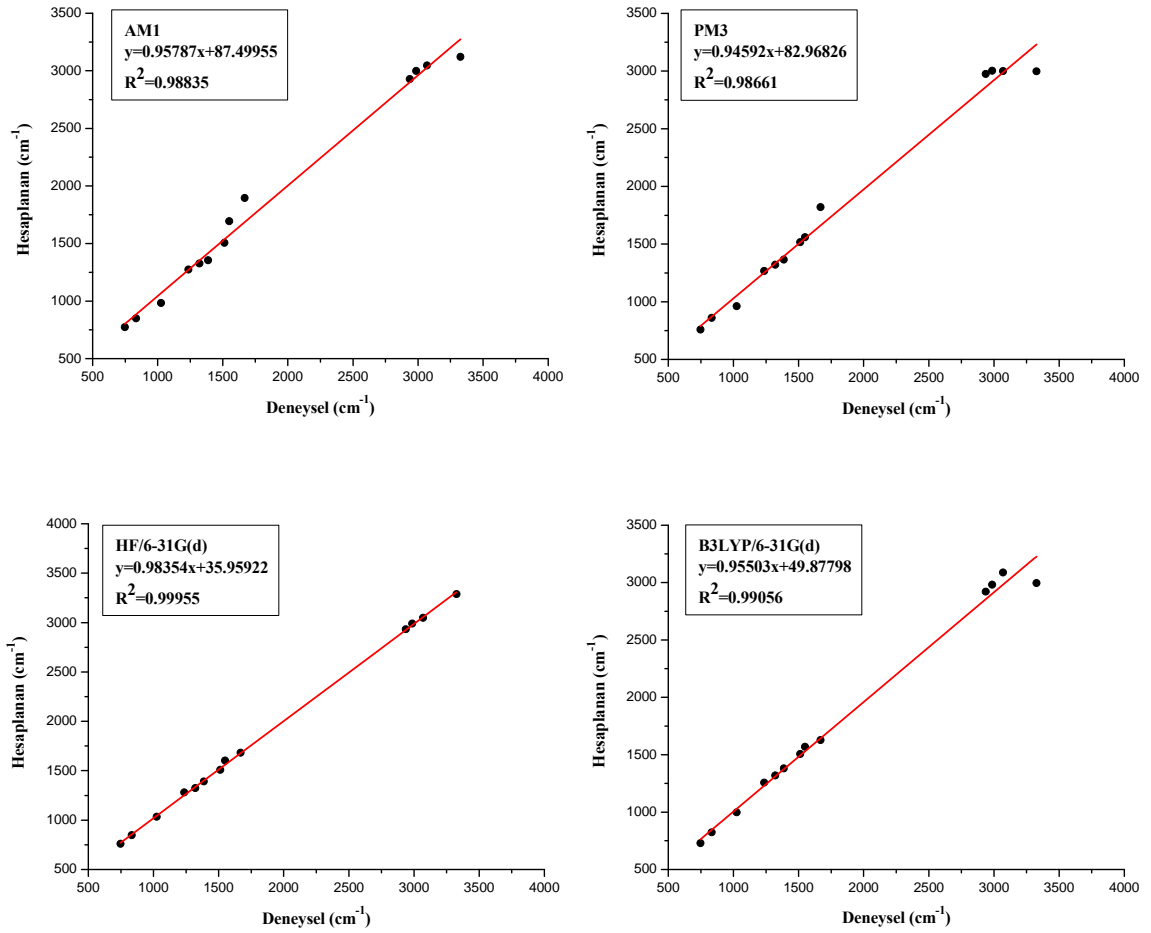 AM1
y=0.95787x+87.49955
R²=0.98835
3500
3000
2500
2000
1500
1000
500
Hesaplanan (cm⁻¹)
500 1000 1500 2000 2500 3000 3500 4000
Deneysel (cm⁻¹)
PM3
y=0.94592x+82.96826
R²=0.98661
3500
3000
2500
2000
1500
1000
500
Hesaplanan (cm⁻¹)
500 1000 1500 2000 2500 3000 3500 4000
Deneysel (cm⁻¹)
HF/6-31G(d)
y=0.98354x+35.95922
R²=0.99955
4000
3500
3000
2500
2000
1500
1000
500
Hesaplanan (cm⁻¹)
500 1000 1500 2000 2500 3000 3500 4000
Deneysel (cm⁻¹)
B3LYP/6-31G(d)
y=0.95503x+49.87798
R²=0.99056
3500
3000
2500
2000
1500
1000
500
Hesaplanan (cm⁻¹)
500 1000 1500 2000 2500 3000 3500 4000
Deneysel (cm⁻¹)